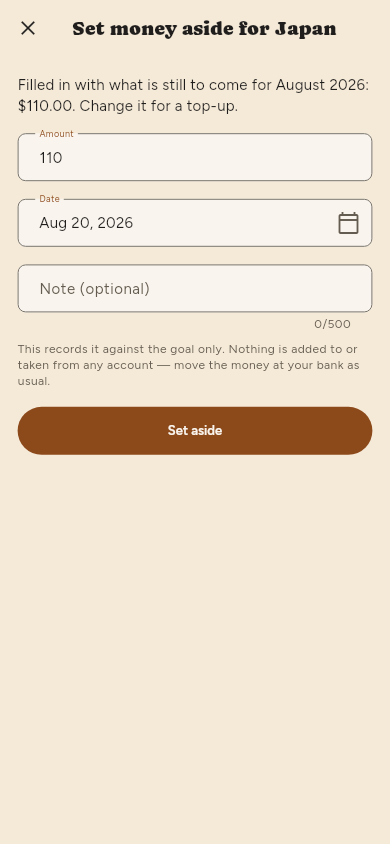 Set money aside for Japan
Filled in with what is still to come for August 2026:
$110.00. Change it for a top-up.
Amount
110
Date
Aug 20, 2026
Note (optional)
0/500
This records it against the goal only. Nothing is added to or
taken from any account — move the money at your bank as
usual.
Set aside